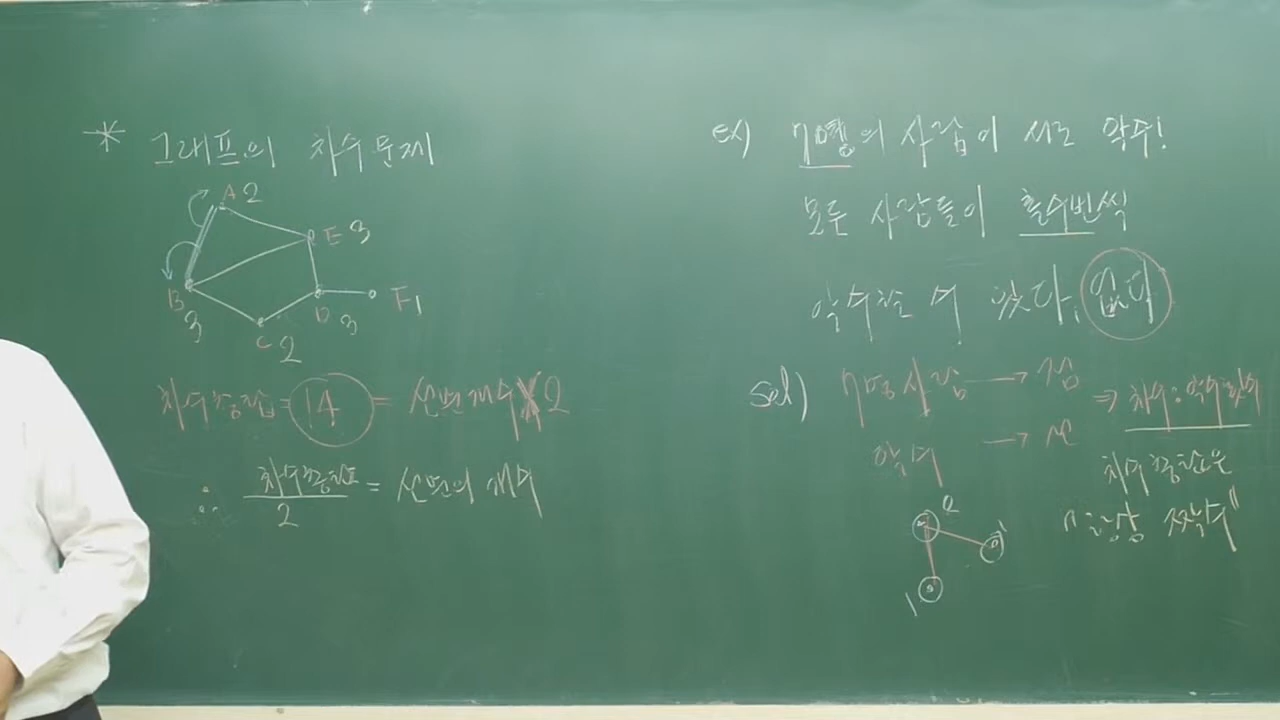 * 그래프의 차수문제
A 2
E 3
B
3
F 1
D 3
C 2
차수총합 = 14 = 선변개수 X 2
∴ 차수총합 / 2 = 선변의 개수
ex) 7명의 사람이 서로 악수!
모든 사람들이 홀수번씩
악수할 수 있다, 없다
sol) 7명 사람 → 점
악수 → 선
⇒ 차수: 악수횟수
차수총합은
"항상 짝수"
2
1
1